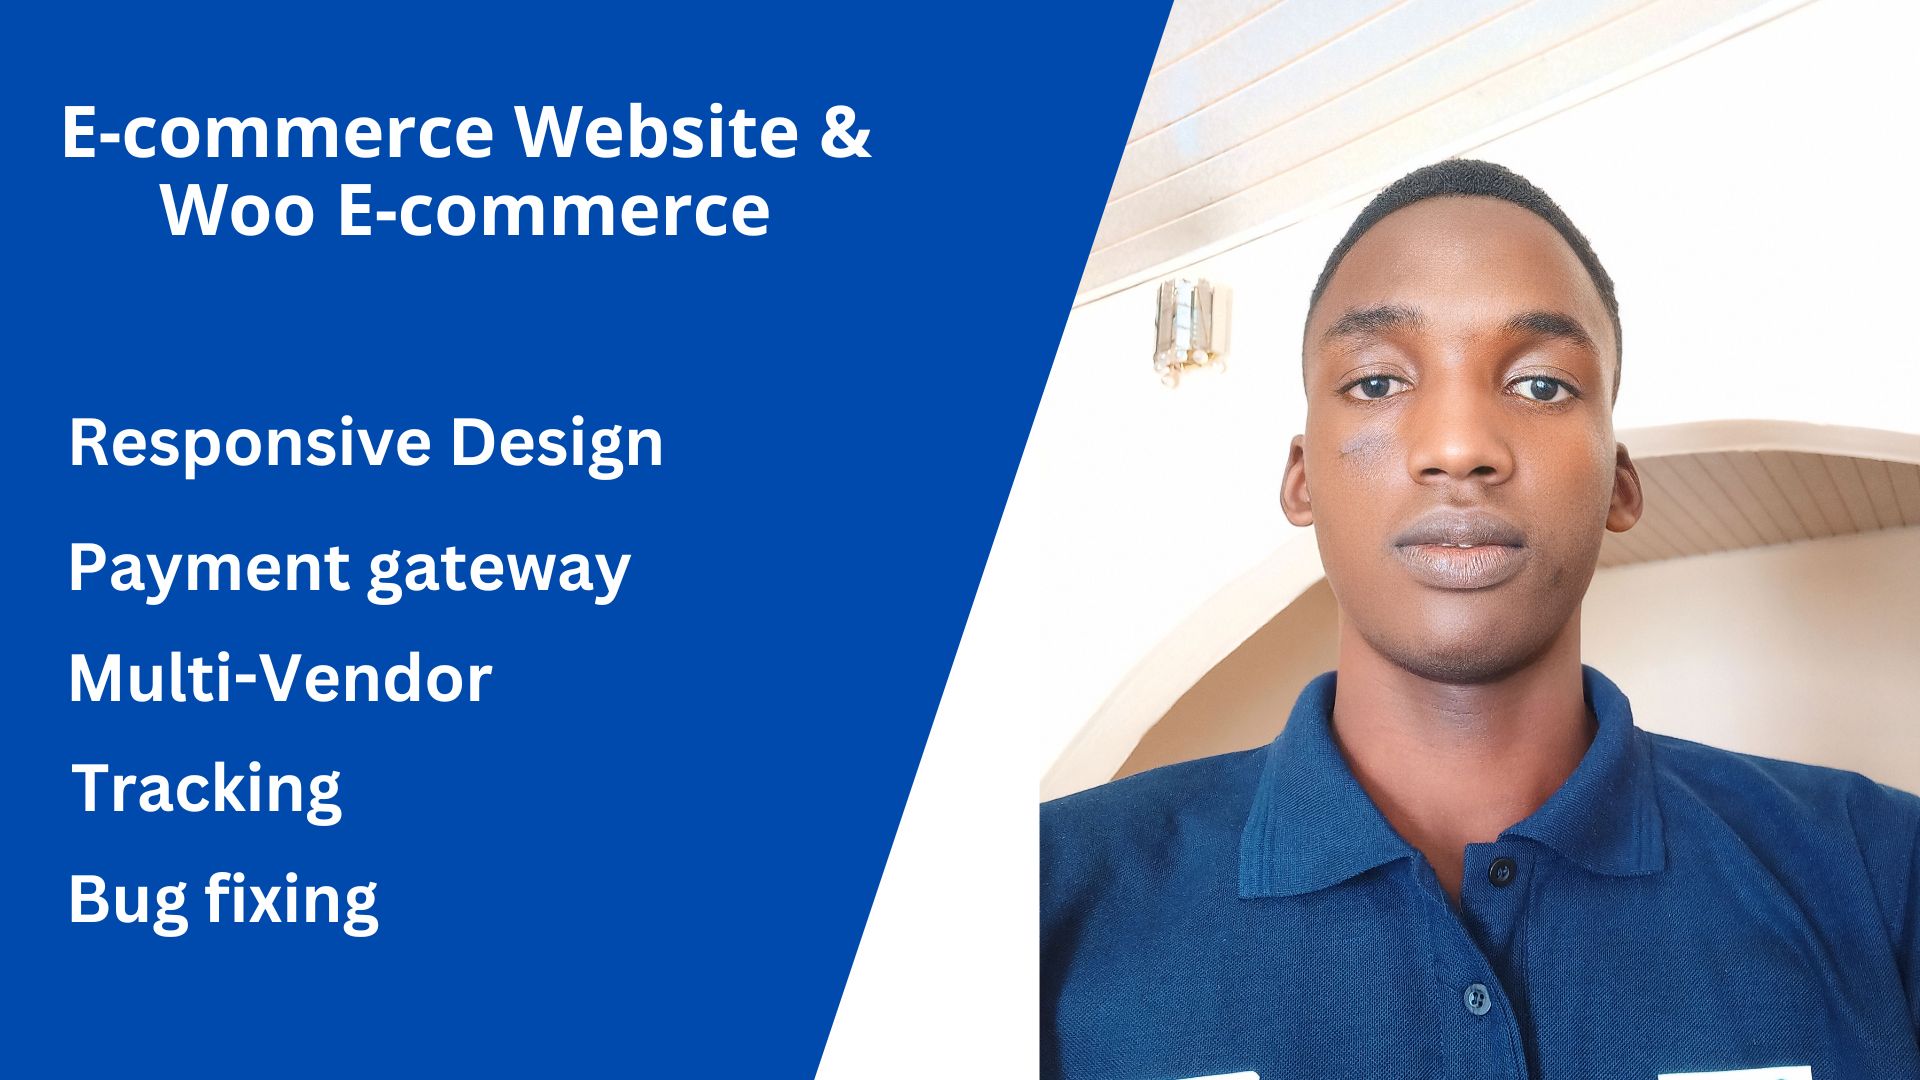 E-commerce Website &
Woo E-commerce
Responsive Design
Payment gateway
Multi-Vendor
Tracking
Bug fixing